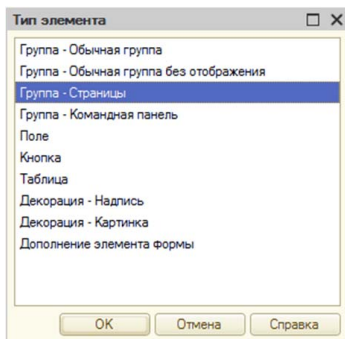 Тип элемента
Группа - Обычная группа
Группа - Обычная группа без отображения
Группа - Страницы
Группа - Командная панель
Поле
Кнопка
Таблица
Декорация - Надпись
Декорация - Картинка
Дополнение элемента формы
ОК Отмена Справка